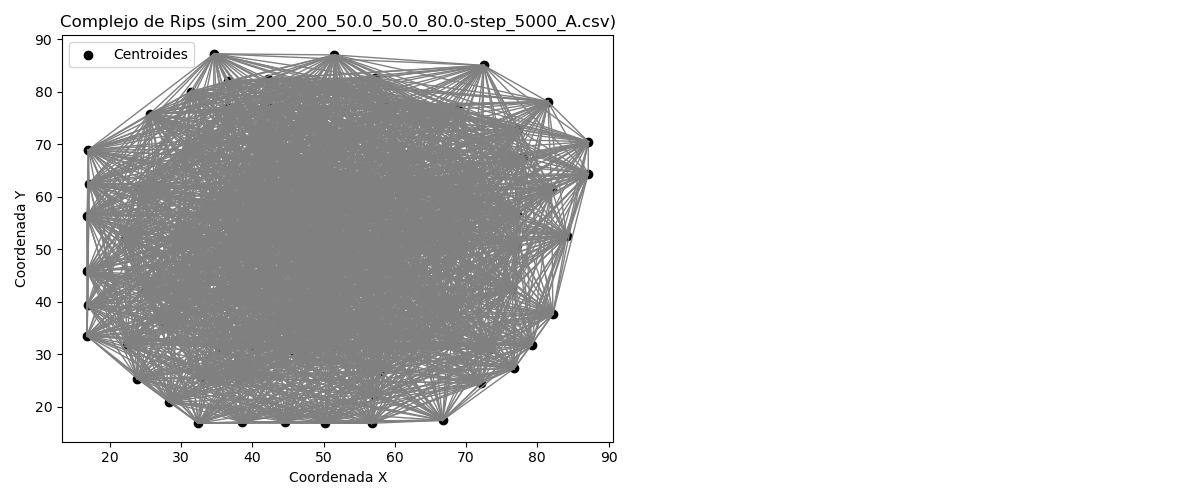 Complejo de Rips (sim_200_200_50.0_50.0_80.0-step_5000_A.csv)
Centroides
90
80
70
60
50
40
30
20
Coordenada Y
20 30 40 50 60 70 80 90
Coordenada X